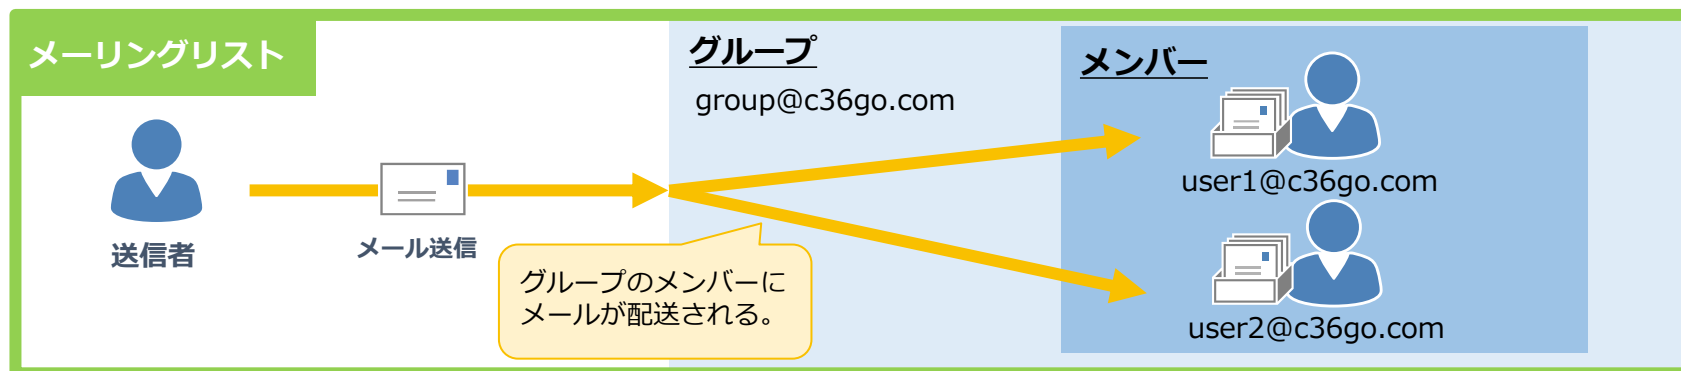 メーリングリスト
グループ
group@c36go.com
メンバー
user1@c36go.com
送信者
メール送信
グループのメンバーに
メールが配送される。
user2@c36go.com